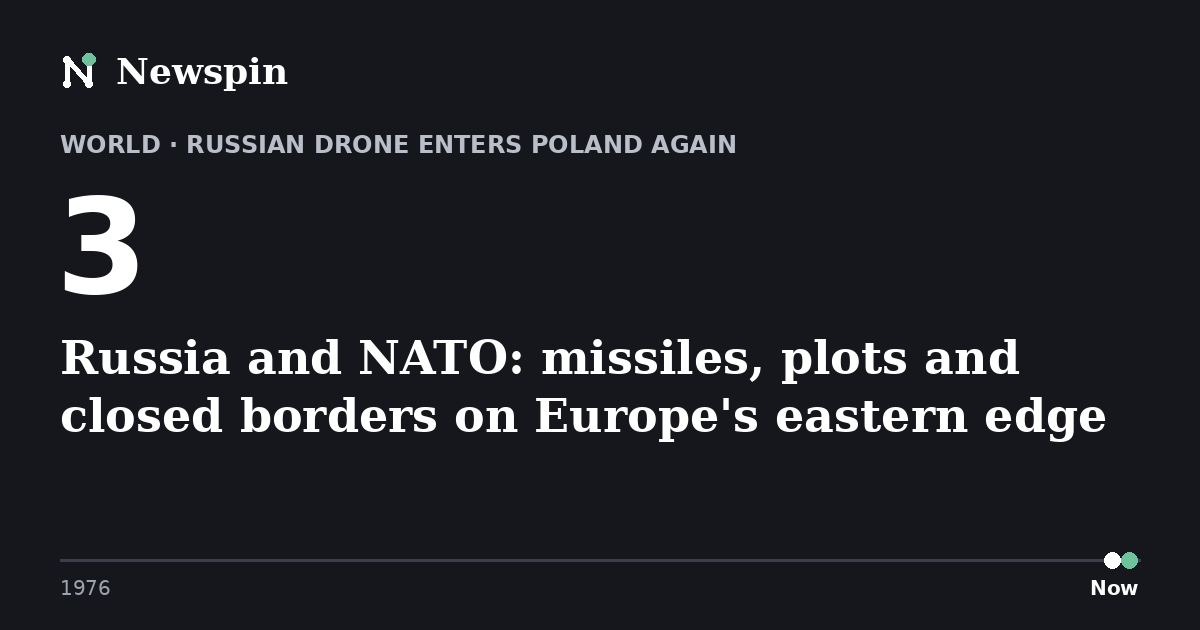 Newspin
WORLD · RUSSIAN DRONE ENTERS POLAND AGAIN
3
Russia and NATO: missiles, plots and
closed borders on Europe's eastern edge
1976
Now